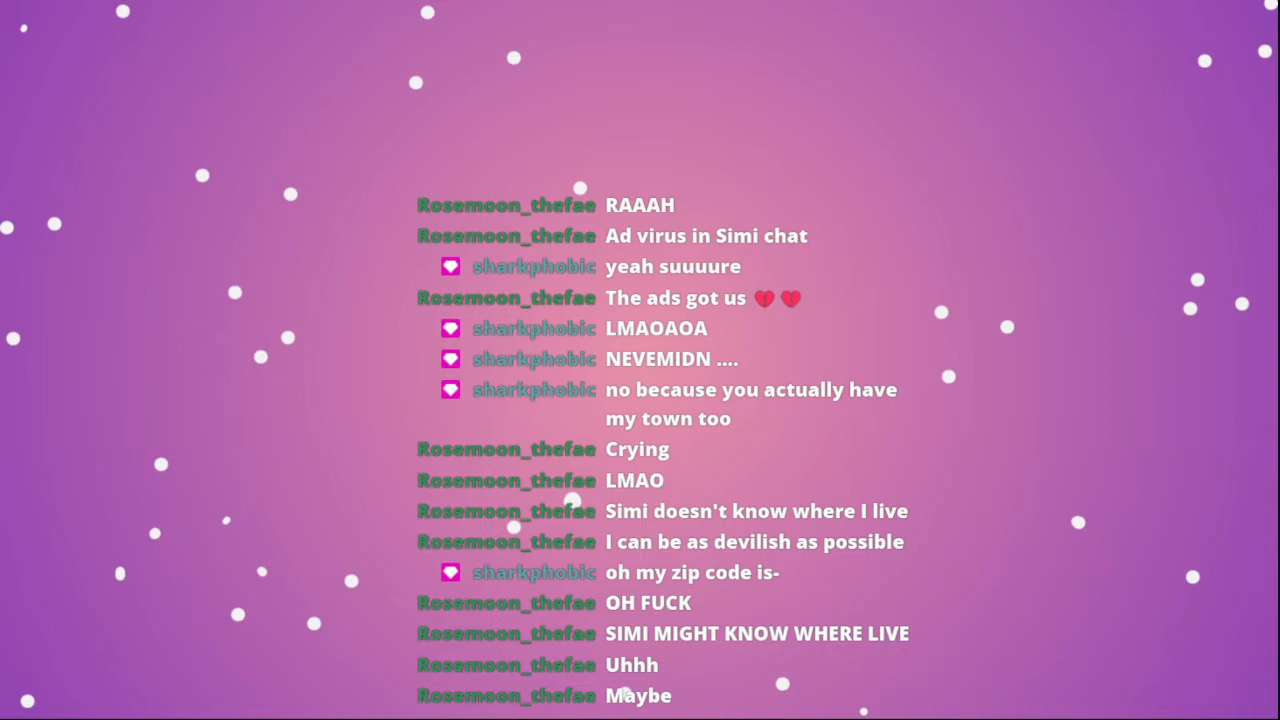 Rosemoon_thefae RAAAH
Rosemoon_thefae Ad virus in Simi chat
sharkphobic yeah suuuure
Rosemoon_thefae The ads got us 💔 💔
sharkphobic LMAOAOA
sharkphobic NEVEMIDN ....
sharkphobic no because you actually have
my town too
Rosemoon_thefae Crying
Rosemoon_thefae LMAO
Rosemoon_thefae Simi doesn't know where I live
Rosemoon_thefae I can be as devilish as possible
sharkphobic oh my zip code is-
Rosemoon_thefae OH FUCK
Rosemoon_thefae SIMI MIGHT KNOW WHERE LIVE
Rosemoon_thefae Uhhh
Rosemoon_thefae Maybe